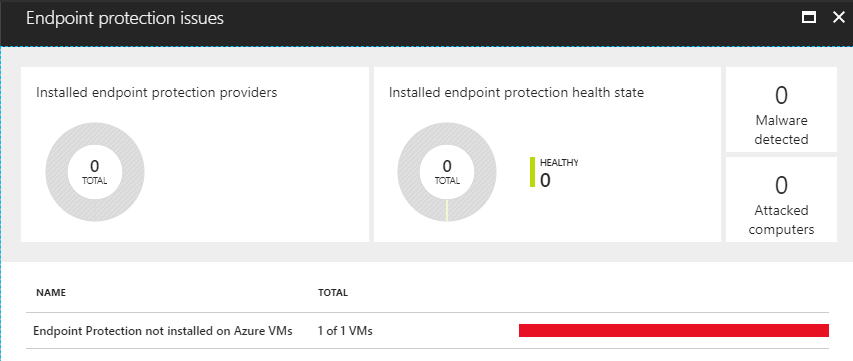 Endpoint protection issues
Installed endpoint protection providers
0
TOTAL
Installed endpoint protection health state
0
TOTAL
HEALTHY
0
0
Malware
detected
0
Attacked
computers
NAME TOTAL
Endpoint Protection not installed on Azure VMs 1 of 1 VMs